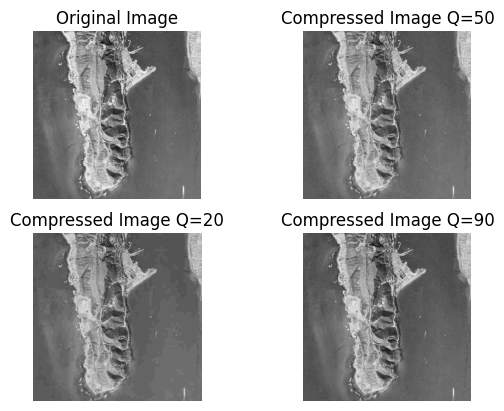 Original Image
Compressed Image Q=50
Compressed Image Q=20
Compressed Image Q=90